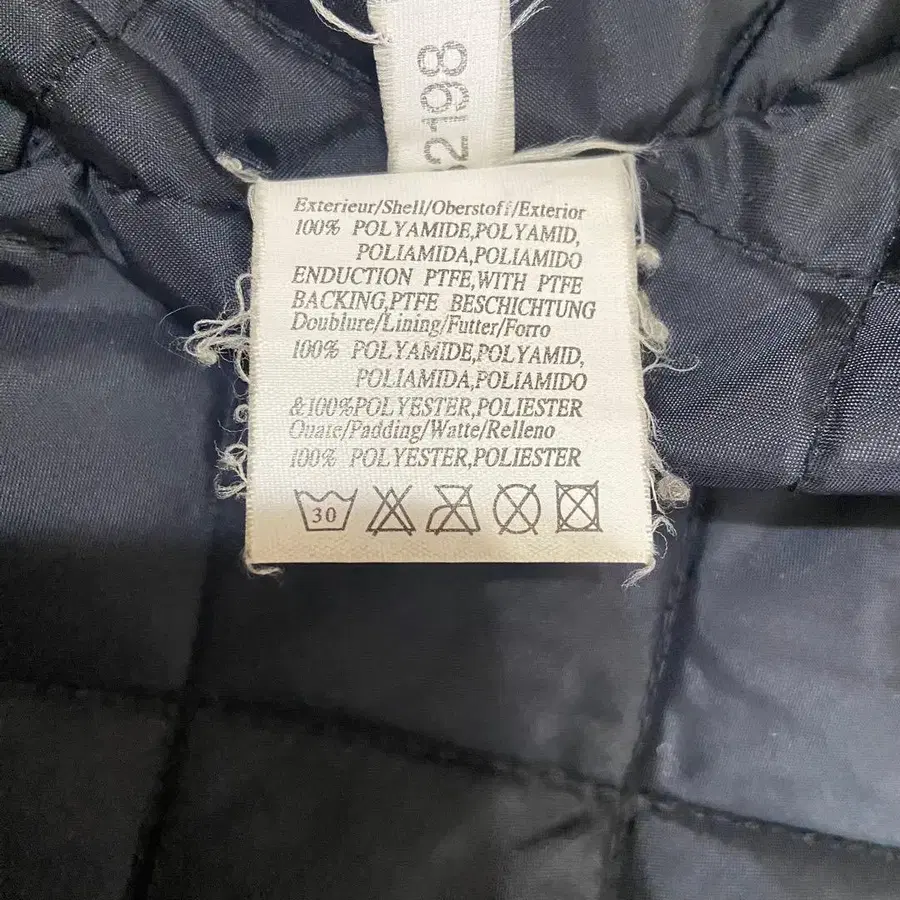 62198
Exterieur/Shell/Oberstoff/Exterior
100% POLYAMIDE,POLYAMID,
POLIAMIDA,POLIAMIDO
ENDUCTION PTFE,WITH PTFE
BACKING,PTFE BESCHICHTUNG
Doublure/Lining/Futter/Forro
100% POLYAMIDE,POLYAMID,
POLIAMIDA,POLIAMIDO
&100%POLYESTER,POLIESTER
Ouate/Padding/Watte/Relleno
100% POLYESTER,POLIESTER
30